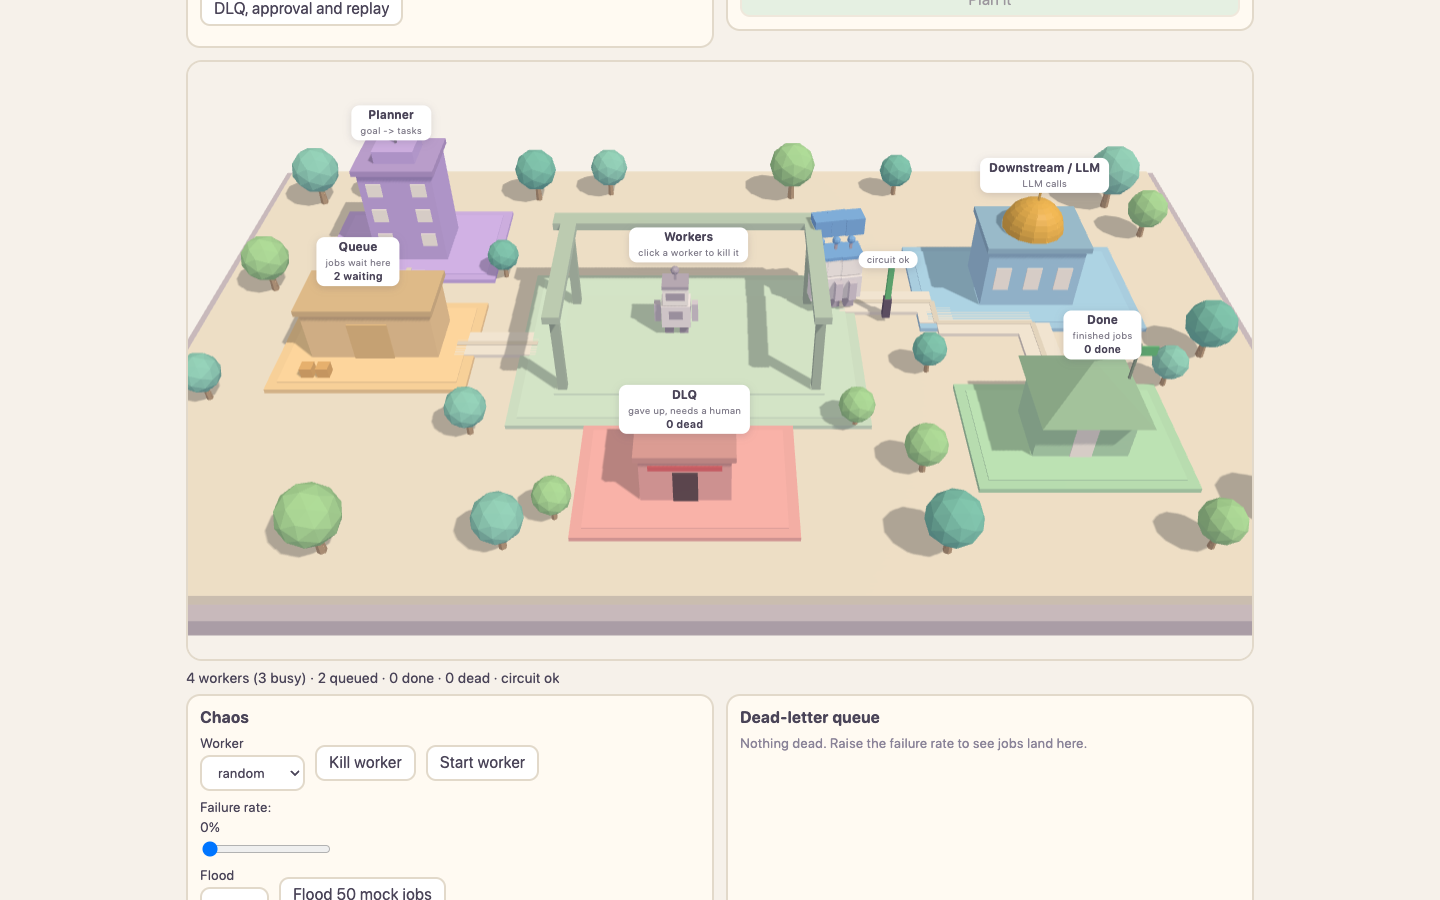 DLQ, approval and replay
Plan it
Planner
goal -> tasks
Downstream / LLM
LLM calls
Workers
click a worker to kill it
Queue
jobs wait here
2 waiting
circuit ok
Done
finished jobs
0 done
DLQ
gave up, needs a human
0 dead
4 workers (3 busy) · 2 queued · 0 done · 0 dead · circuit ok
Chaos
Worker
random
Kill worker
Start worker
Failure rate:
0%
Flood
Flood 50 mock jobs
Dead-letter queue
Nothing dead. Raise the failure rate to see jobs land here.